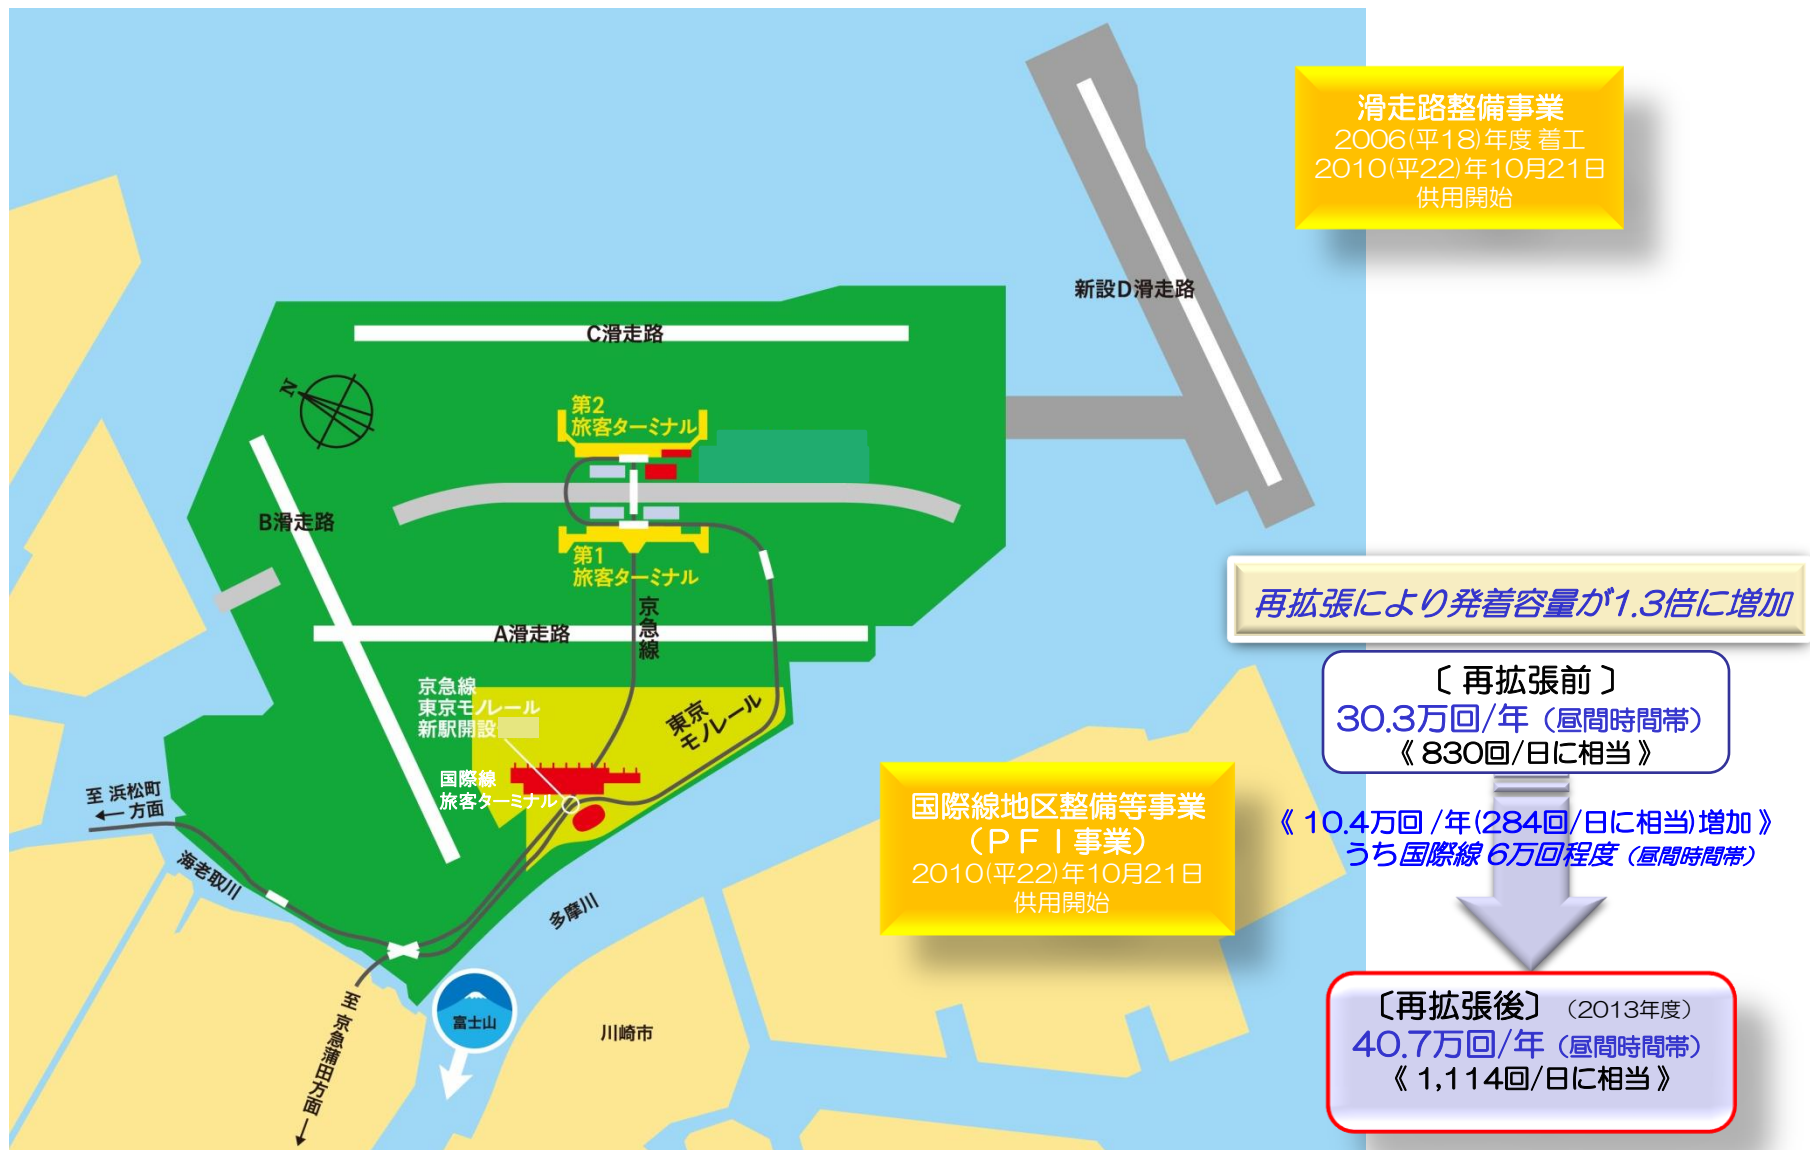 滑走路整備事業
2006(平18)年度 着工
2010(平22)年10月21日
供用開始
新設D滑走路
C滑走路
N
第2
旅客ターミナル
B滑走路
第1
旅客ターミナル
京急線
A滑走路
再拡張により発着容量が1.3倍に増加
〔 再拡張前 〕
30.3万回/年（昼間時間帯）
《 830回/日に相当 》
京急線
東京モノレール
新駅開設
東京
モノレール
国際線
旅客ターミナル
至 浜松町
← 方面
国際線地区整備等事業
（ＰＦＩ事業）
2010(平22)年10月21日
供用開始
《 10.4万回 /年(284回/日に相当)増加 》
うち国際線 6万回程度（昼間時間帯）
海老取川
多摩川
至 京急蒲田方面→
富士山
川崎市
〔再拡張後〕（2013年度）
40.7万回/年（昼間時間帯）
《 1,114回/日に相当 》